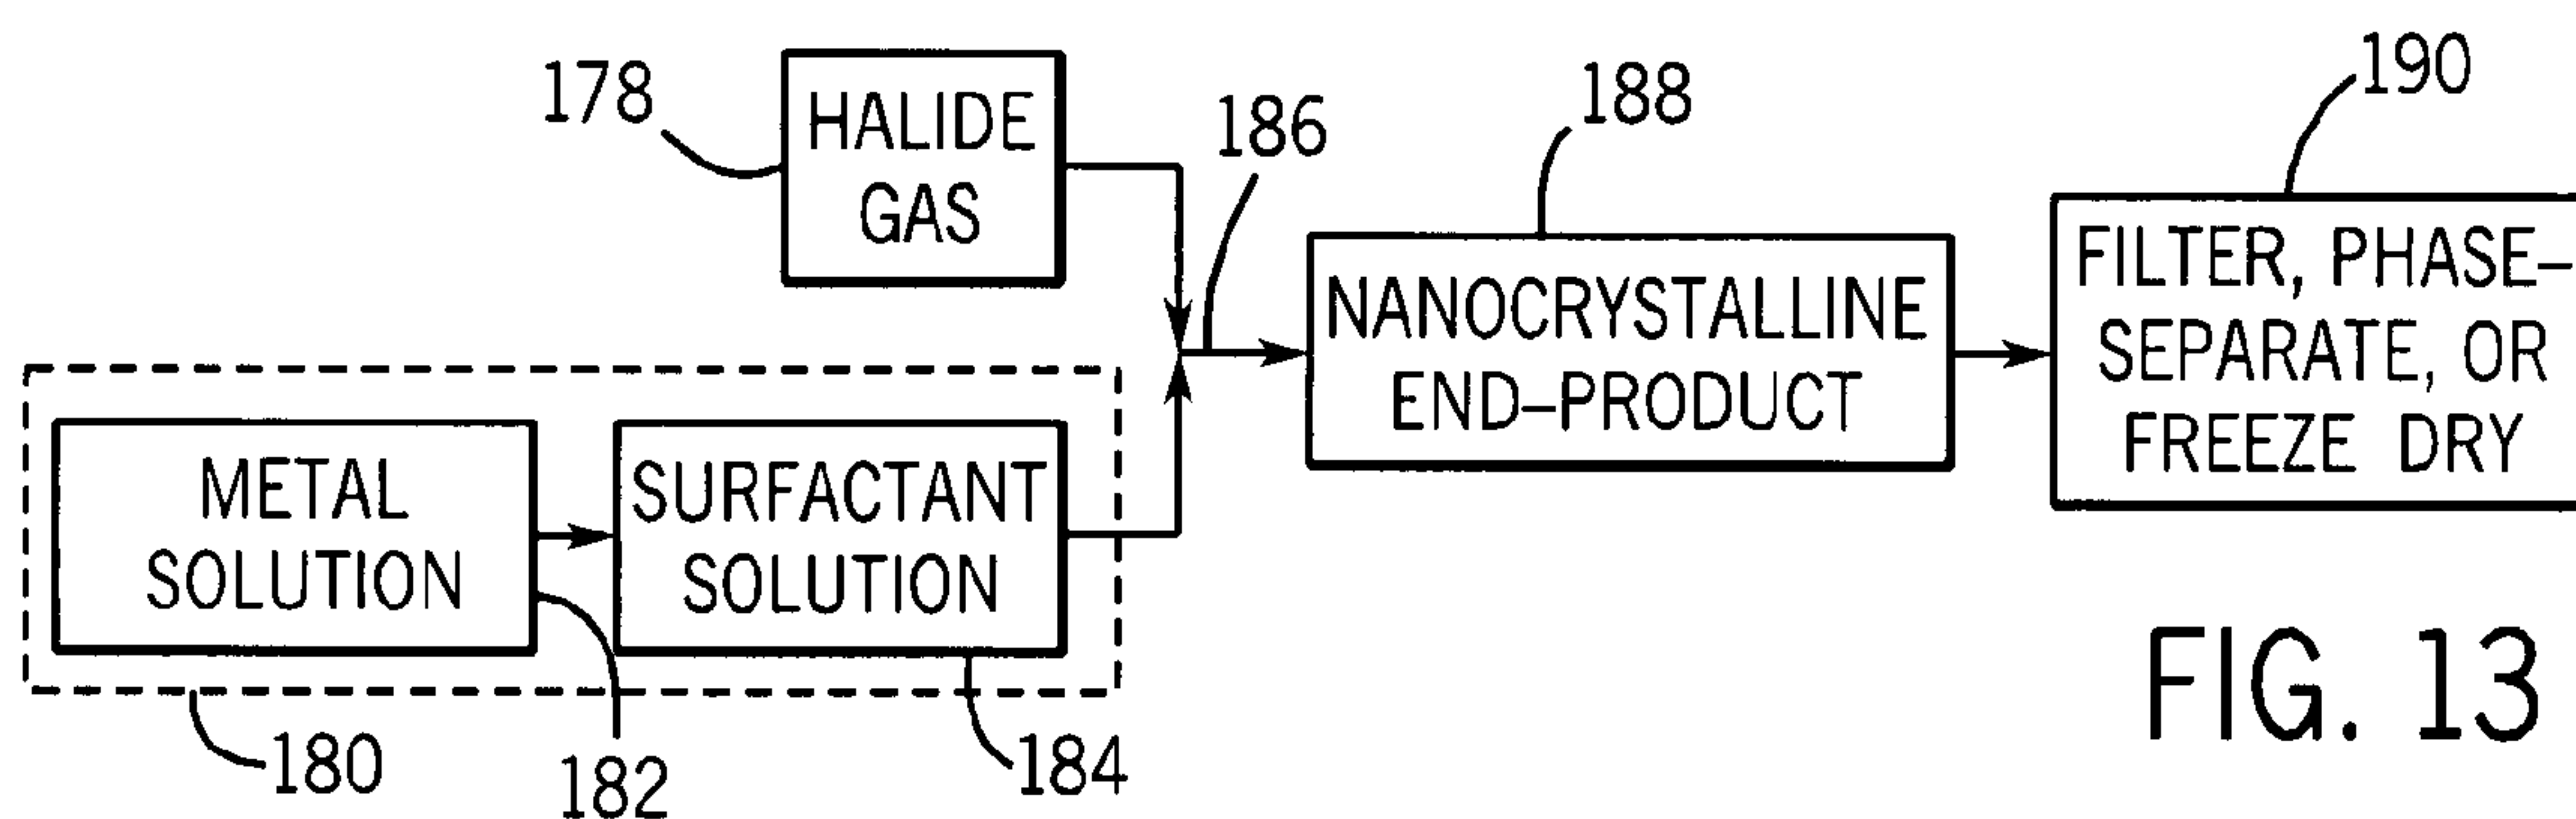 178
HALIDE
GAS
186
188
190
NANOCRYSTALLINE
END–PRODUCT
FILTER, PHASE–
SEPARATE, OR
FREEZE DRY
METAL
SOLUTION
SURFACTANT
SOLUTION
180
182
184
FIG. 13